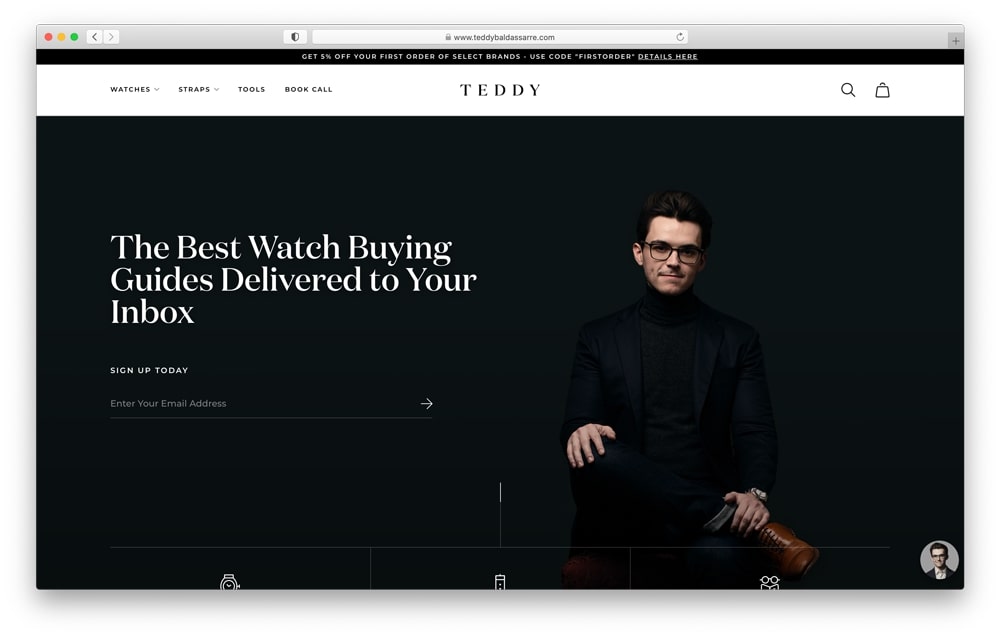 www.teddybaldassarre.com
GET 5% OFF YOUR FIRST ORDER OF SELECT BRANDS - USE CODE "FIRSTORDER" DETAILS HERE
WATCHES STRAPS TOOLS BOOK CALL TEDDY
The Best Watch Buying
Guides Delivered to Your
Inbox
SIGN UP TODAY
Enter Your Email Address